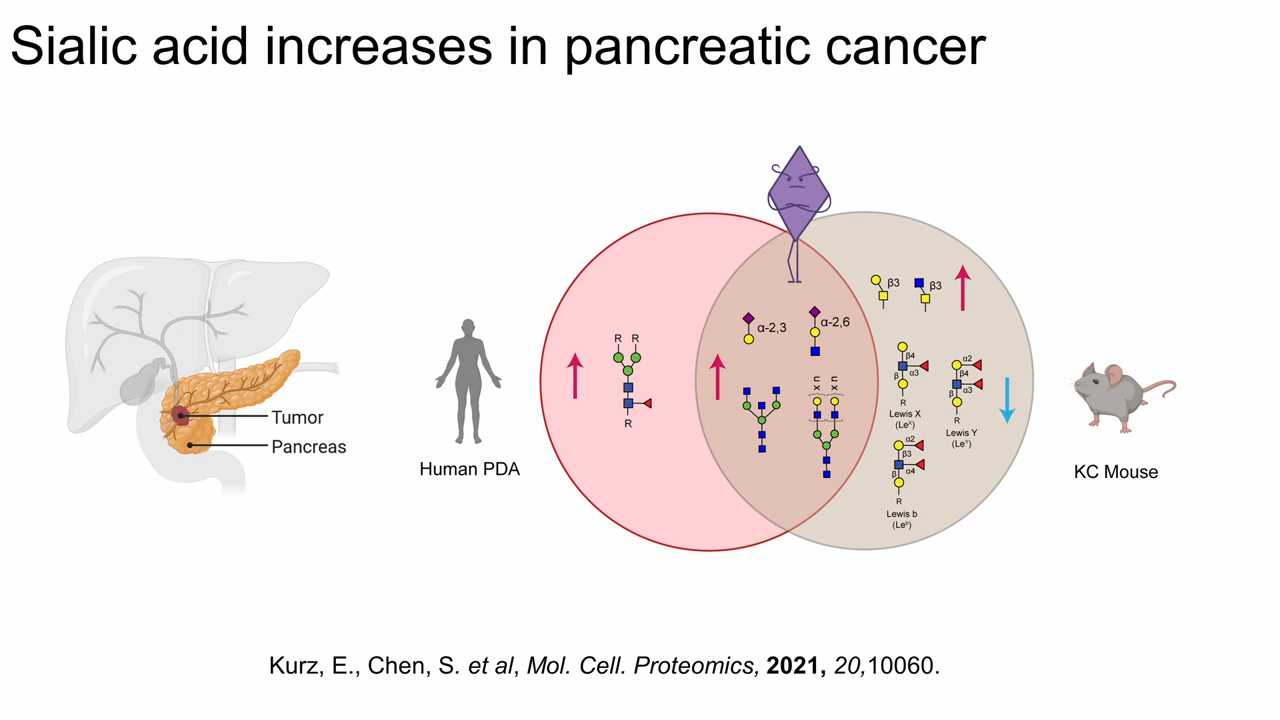 Sialic acid increases in pancreatic cancer
Tumor
Pancreas
Human PDA
R R
R
α-2,3
α-2,6
n x n x
β3
β3
β4
α3
β
R
Lewis X
(Leˣ)
α2
β4
α3
β
R
Lewis Y
(Leʸ)
α2
β3
α4
β
R
Lewis b
(Leᵇ)
KC Mouse
Kurz, E., Chen, S. et al, Mol. Cell. Proteomics, 2021, 20,10060.